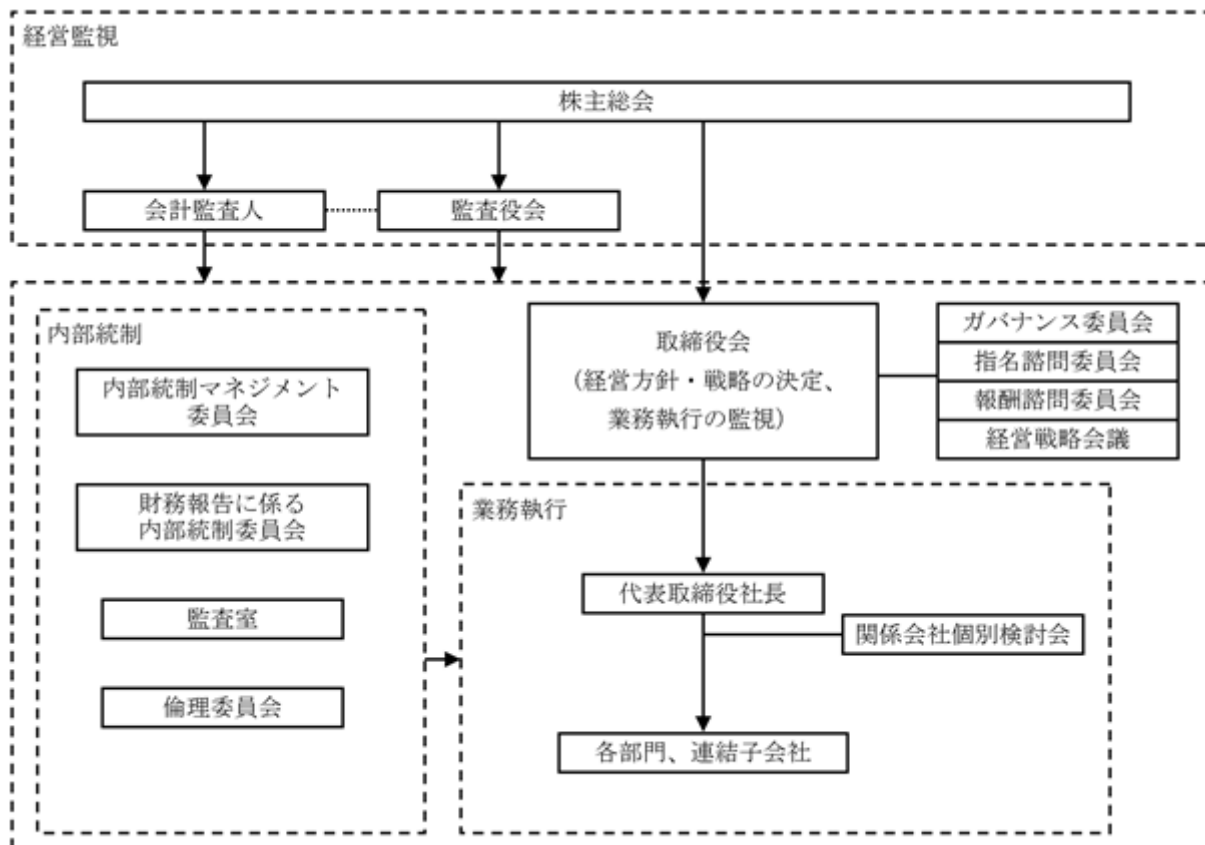 経営監視
株主総会
会計監査人
監査役会
内部統制
内部統制マネジメント
委員会
財務報告に係る
内部統制委員会
監査室
倫理委員会
取締役会
(経営方針・戦略の決定、
業務執行の監視)
ガバナンス委員会
指名諮問委員会
報酬諮問委員会
経営戦略会議
業務執行
代表取締役社長
関係会社個別検討会
各部門、連結子会社